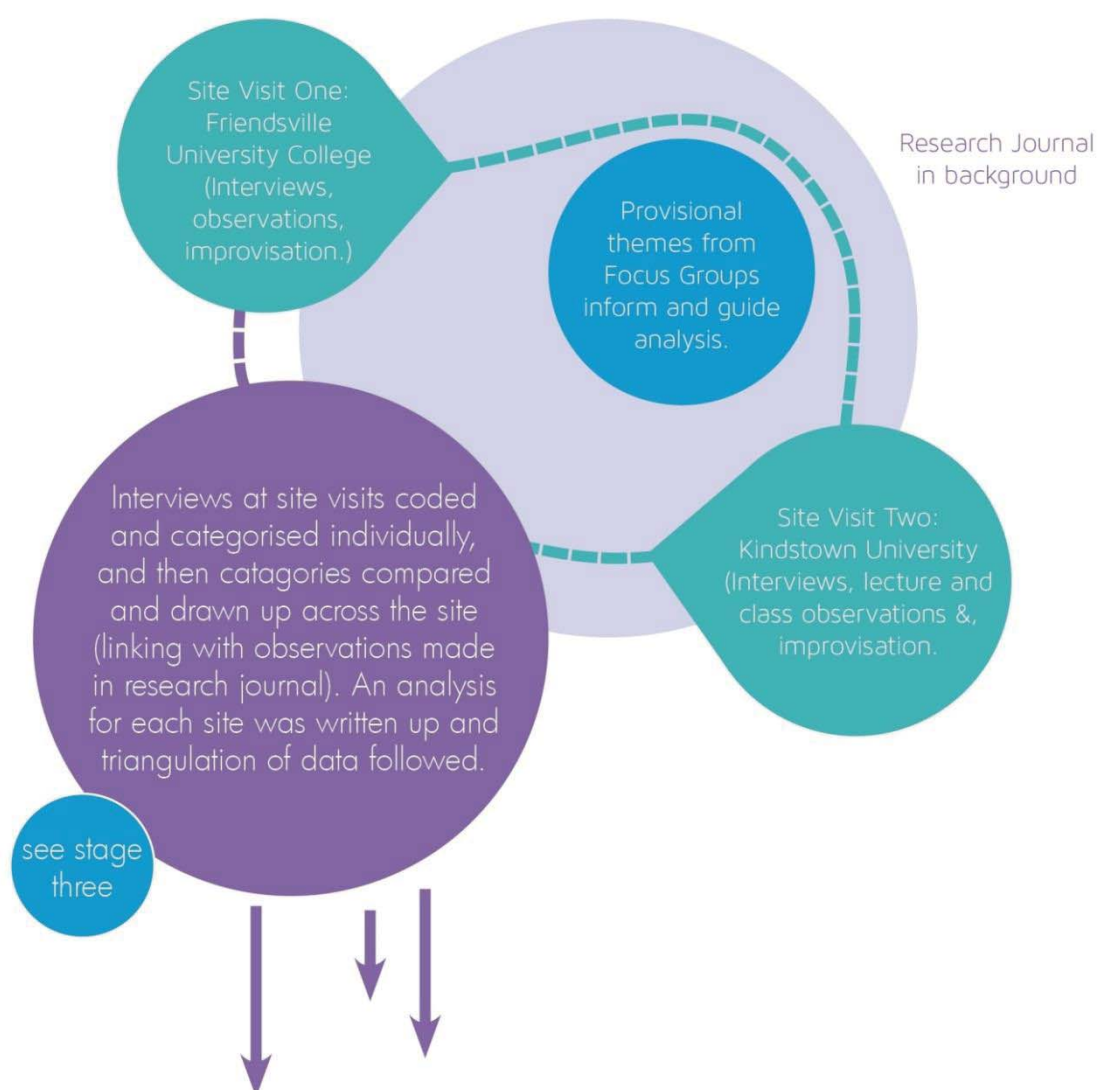 Site Visit One:
Friendsville
University College
(Interviews,
observations,
improvisation.)
Research Journal
in background
Provisional
themes from
Focus Groups
inform and guide
analysis.
Interviews at site visits coded
and categorised individually,
and then catagories compared
and drawn up across the site
(linking with observations made
in research journal). An analysis
for each site was written up and
triangulation of data followed.
Site Visit Two:
Kindstown University
(Interviews, lecture and
class observations &,
improvisation.
see stage
three